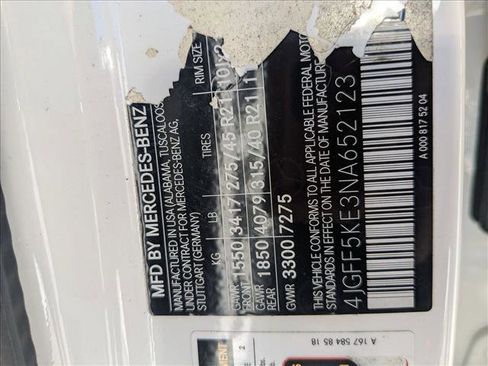 MFD BY MERCEDES-BENZ
MANUFACTURED IN USA (ALABAMA, TUSCALOOS
UNDER CONTRACT FOR MERCEDES-BENZ AG,
STUTTGART (GERMANY)
KG LB TIRES RIM SIZE
GAWR FRONT 1550 3417 275/45 R21
GAWR REAR 1850 4079 315/40 R21
GVWR 3300 7275
THIS VEHICLE CONFORMS TO ALL APPLICABLE FEDERAL MOTOR
STANDARDS IN EFFECT ON THE DATE OF MANUFACTURE
4JGFF5KE3NA652123
A 000 817 52 04
A 167 584 85 18